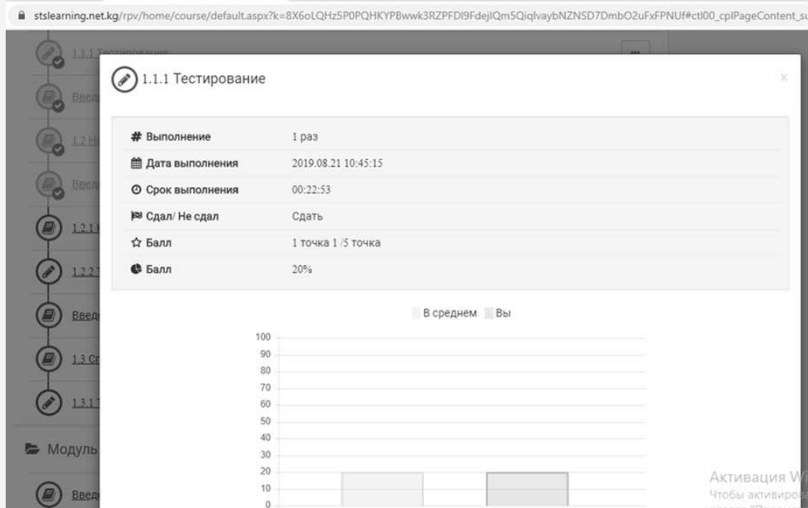 stslearning.net.kg/rpv/home/course/default.aspx?k=8X6oLQHz5P0PQHKYPBwwk3RZPFDl9FdejlQm5QiqlvaybNZNSD7DmbO2uFxFPNUf#ctl00_cplPageContent_su
1.1.1 Тестирование
1.1.1 Тестирование
×
Введ
# Выполнение 1 раз
1.2 Н
Дата выполнения 2019.08.21 10:45:15
Введ
Срок выполнения 00:22:53
Сдал/ Не сдал Сдать
1.2.1
Балл 1 точка 1 /5 точка
1.2.2
Балл 20%
Введ
В среднем Вы
100
90
1.3 Сп
80
70
1.3.1
60
50
40
Модуль
30
20
10
0
Введ
Активация Wi
Чтобы активиров